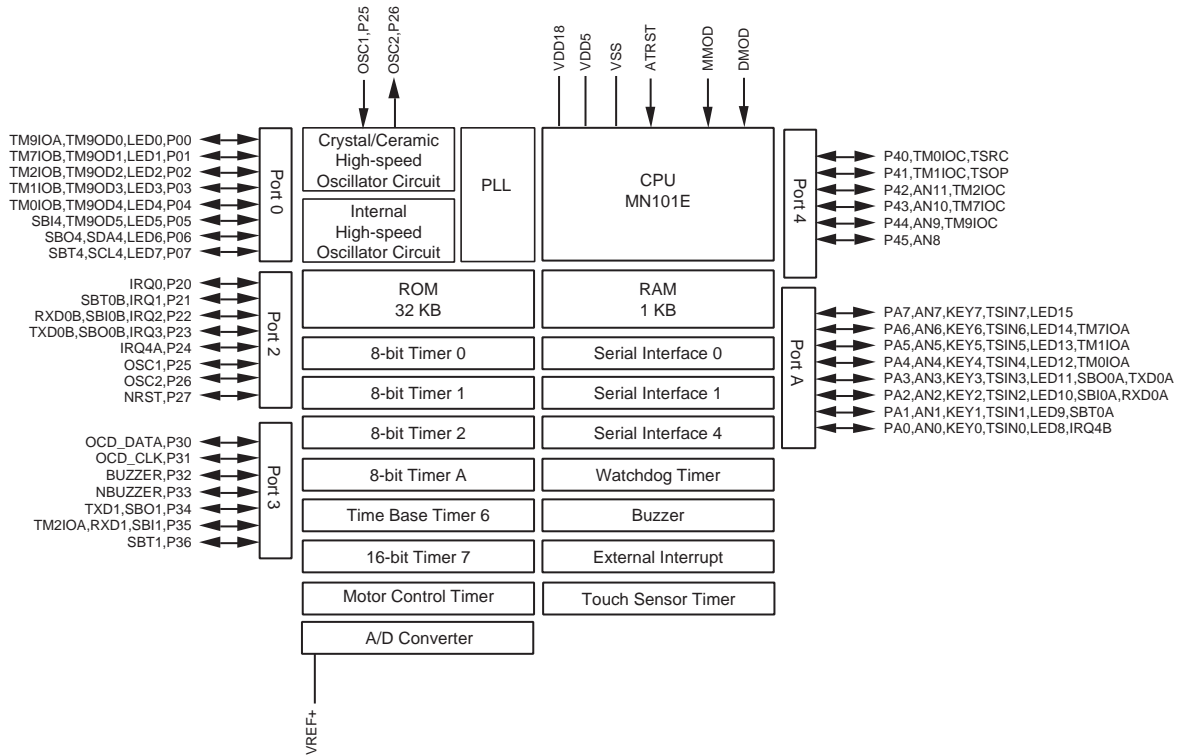 OSC1,P25
OSC2,P26
VDD18
VDD5
VSS
ATRST
MMOD
DMOD
TM9IOA,TM9OD0,LED0,P00
TM7IOB,TM9OD1,LED1,P01
TM2IOB,TM9OD2,LED2,P02
TM1IOB,TM9OD3,LED3,P03
TM0IOB,TM9OD4,LED4,P04
SBI4,TM9OD5,LED5,P05
SBO4,SDA4,LED6,P06
SBT4,SCL4,LED7,P07
Port 0
IRQ0,P20
SBT0B,IRQ1,P21
RXD0B,SBI0B,IRQ2,P22
TXD0B,SBO0B,IRQ3,P23
IRQ4A,P24
OSC1,P25
OSC2,P26
NRST,P27
Port 2
OCD_DATA,P30
OCD_CLK,P31
BUZZER,P32
NBUZZER,P33
TXD1,SBO1,P34
TM2IOA,RXD1,SBI1,P35
SBT1,P36
Port 3
Crystal/Ceramic
High-speed
Oscillator Circuit
Internal
High-speed
Oscillator Circuit
PLL
CPU
MN101E
ROM
32 KB
RAM
1 KB
8-bit Timer 0
Serial Interface 0
8-bit Timer 1
Serial Interface 1
8-bit Timer 2
Serial Interface 4
8-bit Timer A
Watchdog Timer
Time Base Timer 6
Buzzer
16-bit Timer 7
External Interrupt
Motor Control Timer
Touch Sensor Timer
A/D Converter
VREF+
Port 4
P40,TM0IOC,TSRC
P41,TM1IOC,TSOP
P42,AN11,TM2IOC
P43,AN10,TM7IOC
P44,AN9,TM9IOC
P45,AN8
Port A
PA7,AN7,KEY7,TSIN7,LED15
PA6,AN6,KEY6,TSIN6,LED14,TM7IOA
PA5,AN5,KEY5,TSIN5,LED13,TM1IOA
PA4,AN4,KEY4,TSIN4,LED12,TM0IOA
PA3,AN3,KEY3,TSIN3,LED11,SBO0A,TXD0A
PA2,AN2,KEY2,TSIN2,LED10,SBI0A,RXD0A
PA1,AN1,KEY1,TSIN1,LED9,SBT0A
PA0,AN0,KEY0,TSIN0,LED8,IRQ4B